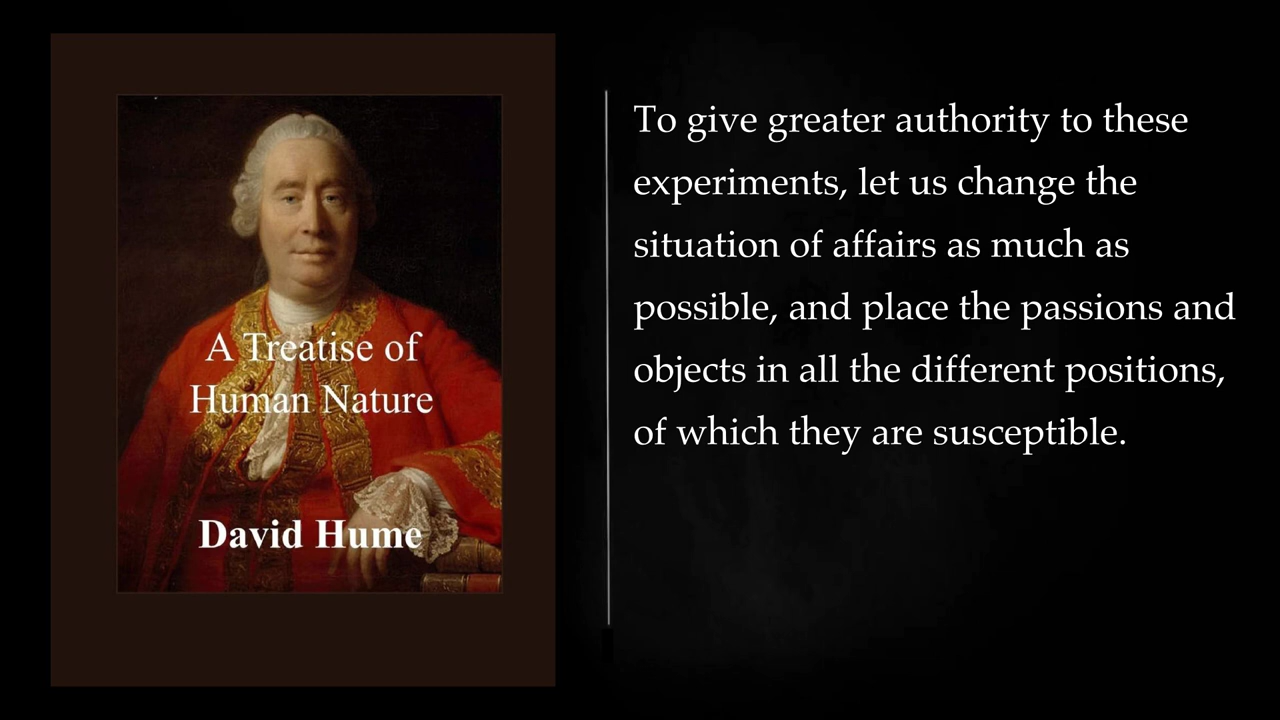 A Treatise of
Human Nature
David Hume
To give greater authority to these
experiments, let us change the
situation of affairs as much as
possible, and place the passions and
objects in all the different positions,
of which they are susceptible.